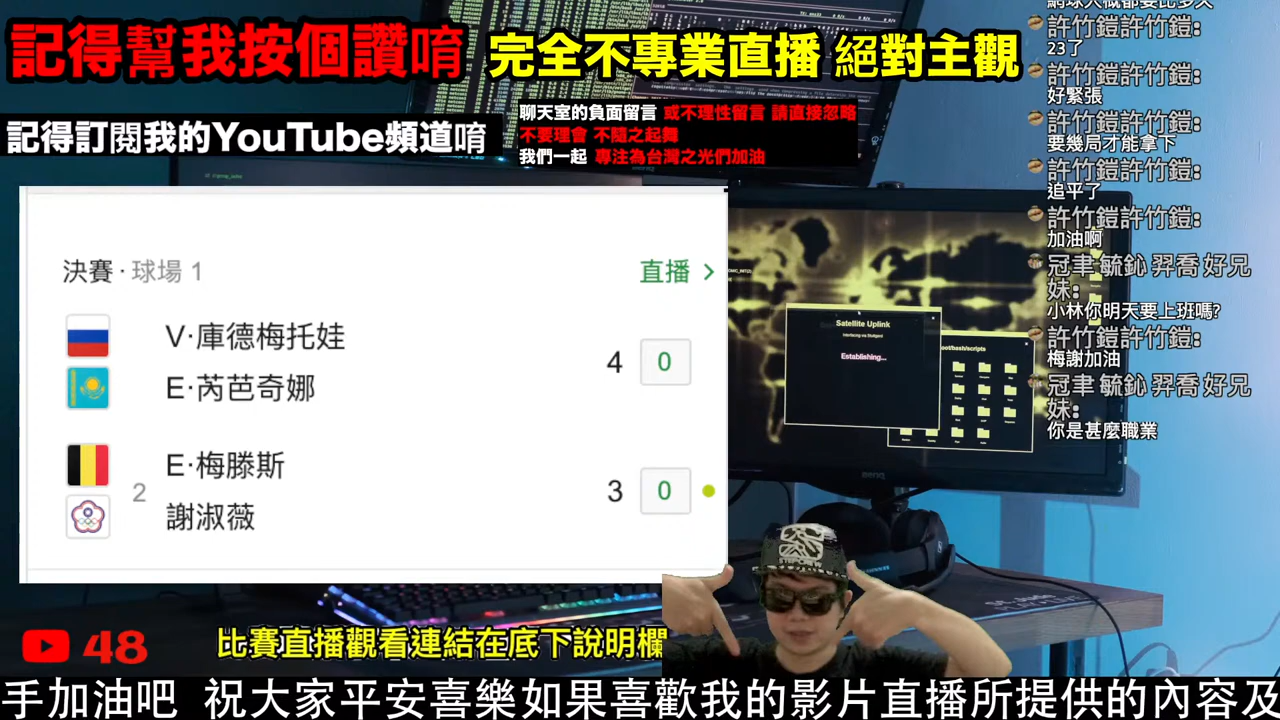 記得幫我按個讚唷
完全不專業直播 絕對主觀
記得訂閱我的YouTube頻道唷
聊天室的負面留言 或不理性留言 請直接忽略
不要理會 不隨之起舞
我們一起 專注為台灣之光們加油
決賽 · 球場 1
直播
V·庫德梅托娃
E·芮芭奇娜
4 0
2
E·梅滕斯
謝淑薇
3 0
Satellite Uplink
Establishing...
oot/bash/scripts
BenQ
許竹鎧許竹鎧:
23了
許竹鎧許竹鎧:
好緊張
許竹鎧許竹鎧:
要幾局才能拿下
許竹鎧許竹鎧:
追平了
許竹鎧許竹鎧:
加油啊
冠聿 毓鈊 羿喬 好兄
妹:
小林你明天要上班嗎?
許竹鎧許竹鎧:
梅謝加油
冠聿 毓鈊 羿喬 好兄
妹:
你是甚麼職業
48
比賽直播觀看連結在底下說明欄
手加油吧 祝大家平安喜樂如果喜歡我的影片直播所提供的內容及